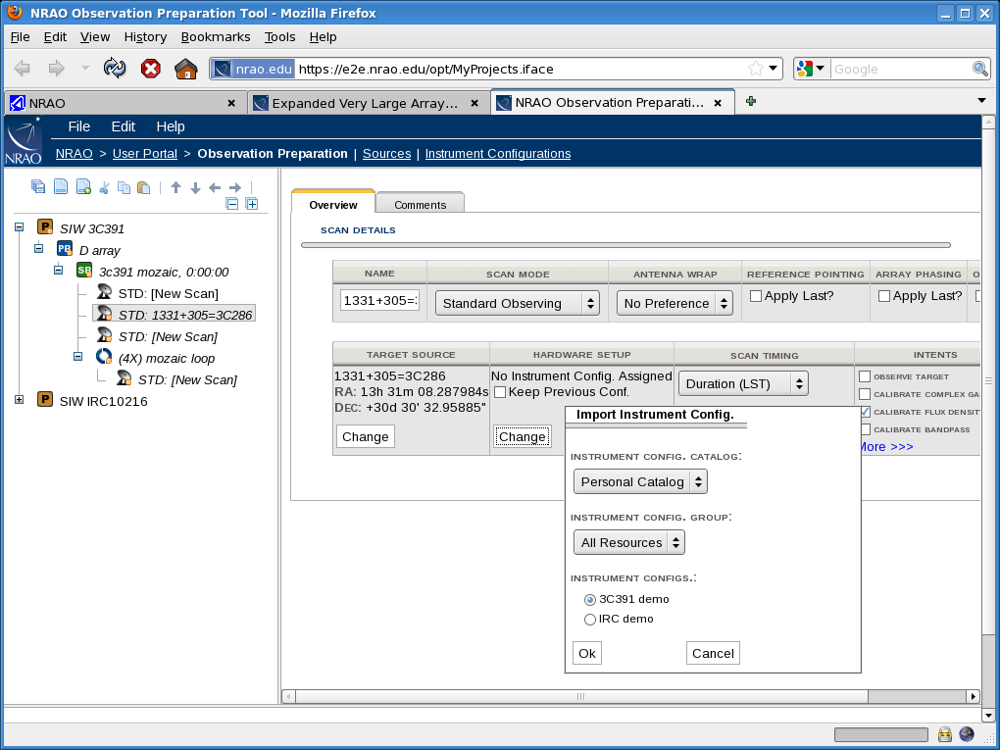 NRAO Observation Preparation Tool - Mozilla Firefox
File Edit View History Bookmarks Tools Help
nrao.edu https://e2e.nrao.edu/opt/MyProjects.iface
Google
NRAO
Expanded Very Large Array...
NRAO Observation Preparati...
NRAO
File Edit Help
NRAO > User Portal > Observation Preparation | Sources | Instrument Configurations
P SIW 3C391
PB D array
SB 3c391 mozaic, 0:00:00
STD: [New Scan]
STD: 1331+305=3C286
STD: [New Scan]
(4X) mozaic loop
STD: [New Scan]
P SIW IRC10216
Overview Comments
SCAN DETAILS
NAME SCAN MODE ANTENNA WRAP REFERENCE POINTING ARRAY PHASING O
1331+305=3 Standard Observing No Preference Apply Last? Apply Last?
TARGET SOURCE HARDWARE SETUP SCAN TIMING INTENTS
1331+305=3C286
RA: 13h 31m 08.287984s
DEC: +30d 30' 32.95885"
Change
No Instrument Config. Assigned
Keep Previous Conf.
Change
Duration (LST)
OBSERVE TARGET
CALIBRATE COMPLEX GA
CALIBRATE FLUX DENSIT
CALIBRATE BANDPASS
More >>>
Import Instrument Config.
INSTRUMENT CONFIG. CATALOG:
Personal Catalog
INSTRUMENT CONFIG. GROUP:
All Resources
INSTRUMENT CONFIGS.:
3C391 demo
IRC demo
Ok Cancel